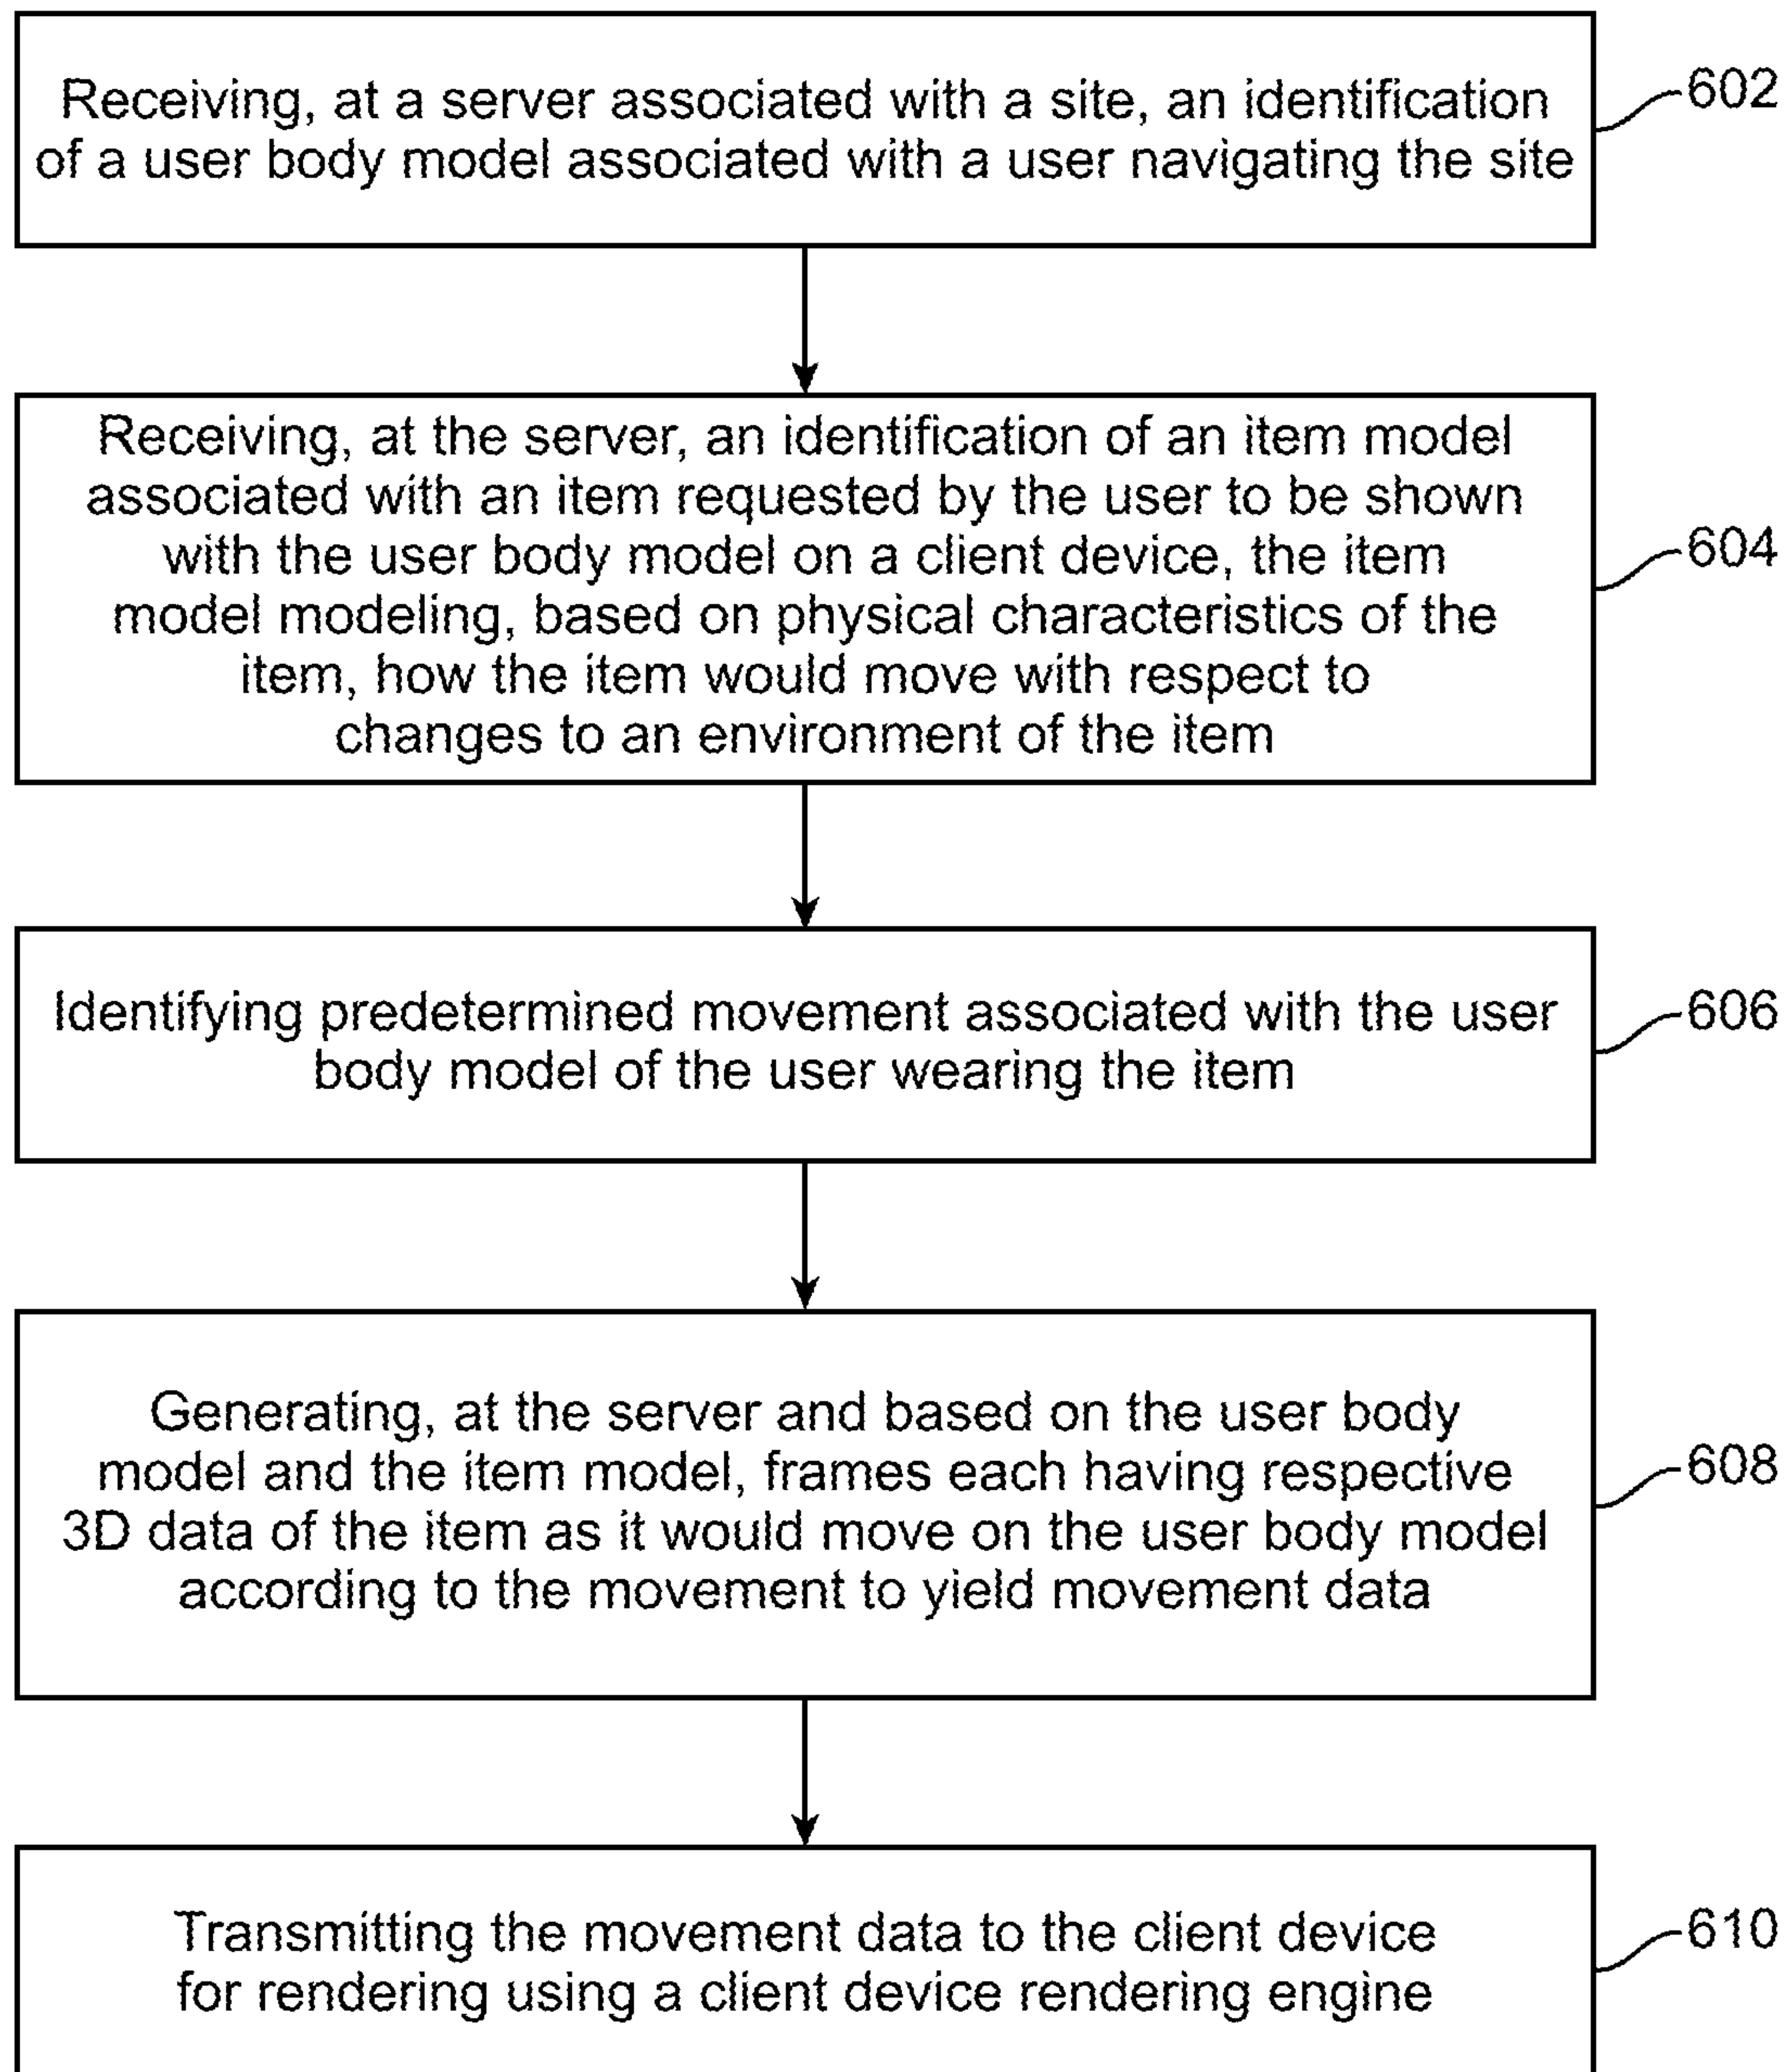 Receiving, at a server associated with a site, an identification
of a user body model associated with a user navigating the site
602
Receiving, at the server, an identification of an item model
associated with an item requested by the user to be shown
with the user body model on a client device, the item
model modeling, based on physical characteristics of the
item, how the item would move with respect to
changes to an environment of the item
604
Identifying predetermined movement associated with the user
body model of the user wearing the item
606
Generating, at the server and based on the user body
model and the item model, frames each having respective
3D data of the item as it would move on the user body model
according to the movement to yield movement data
608
Transmitting the movement data to the client device
for rendering using a client device rendering engine
610